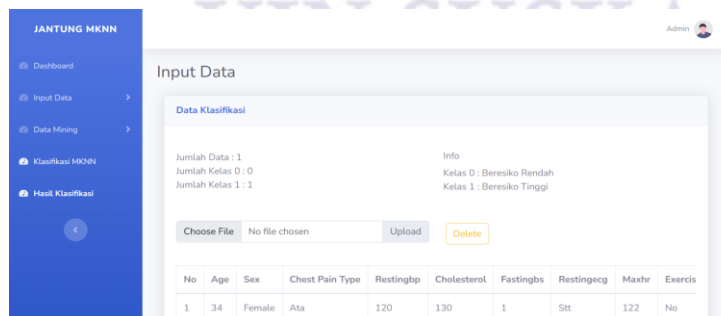 JANTUNG MKNN
Admin
Dashboard
Input Data
Data Mining
Klasifikasi MKNN
Hasil Klasifikasi
Input Data
Data Klasifikasi
Jumlah Data : 1
Jumlah Kelas 0 : 0
Jumlah Kelas 1 : 1
Info
Kelas 0 : Beresiko Rendah
Kelas 1 : Beresiko Tinggi
Choose File No file chosen Upload Delete
No Age Sex Chest Pain Type Restingbp Cholesterol Fastingbs Restingecg Maxhr Exercis
1 34 Female Ata 120 130 1 Stt 122 No